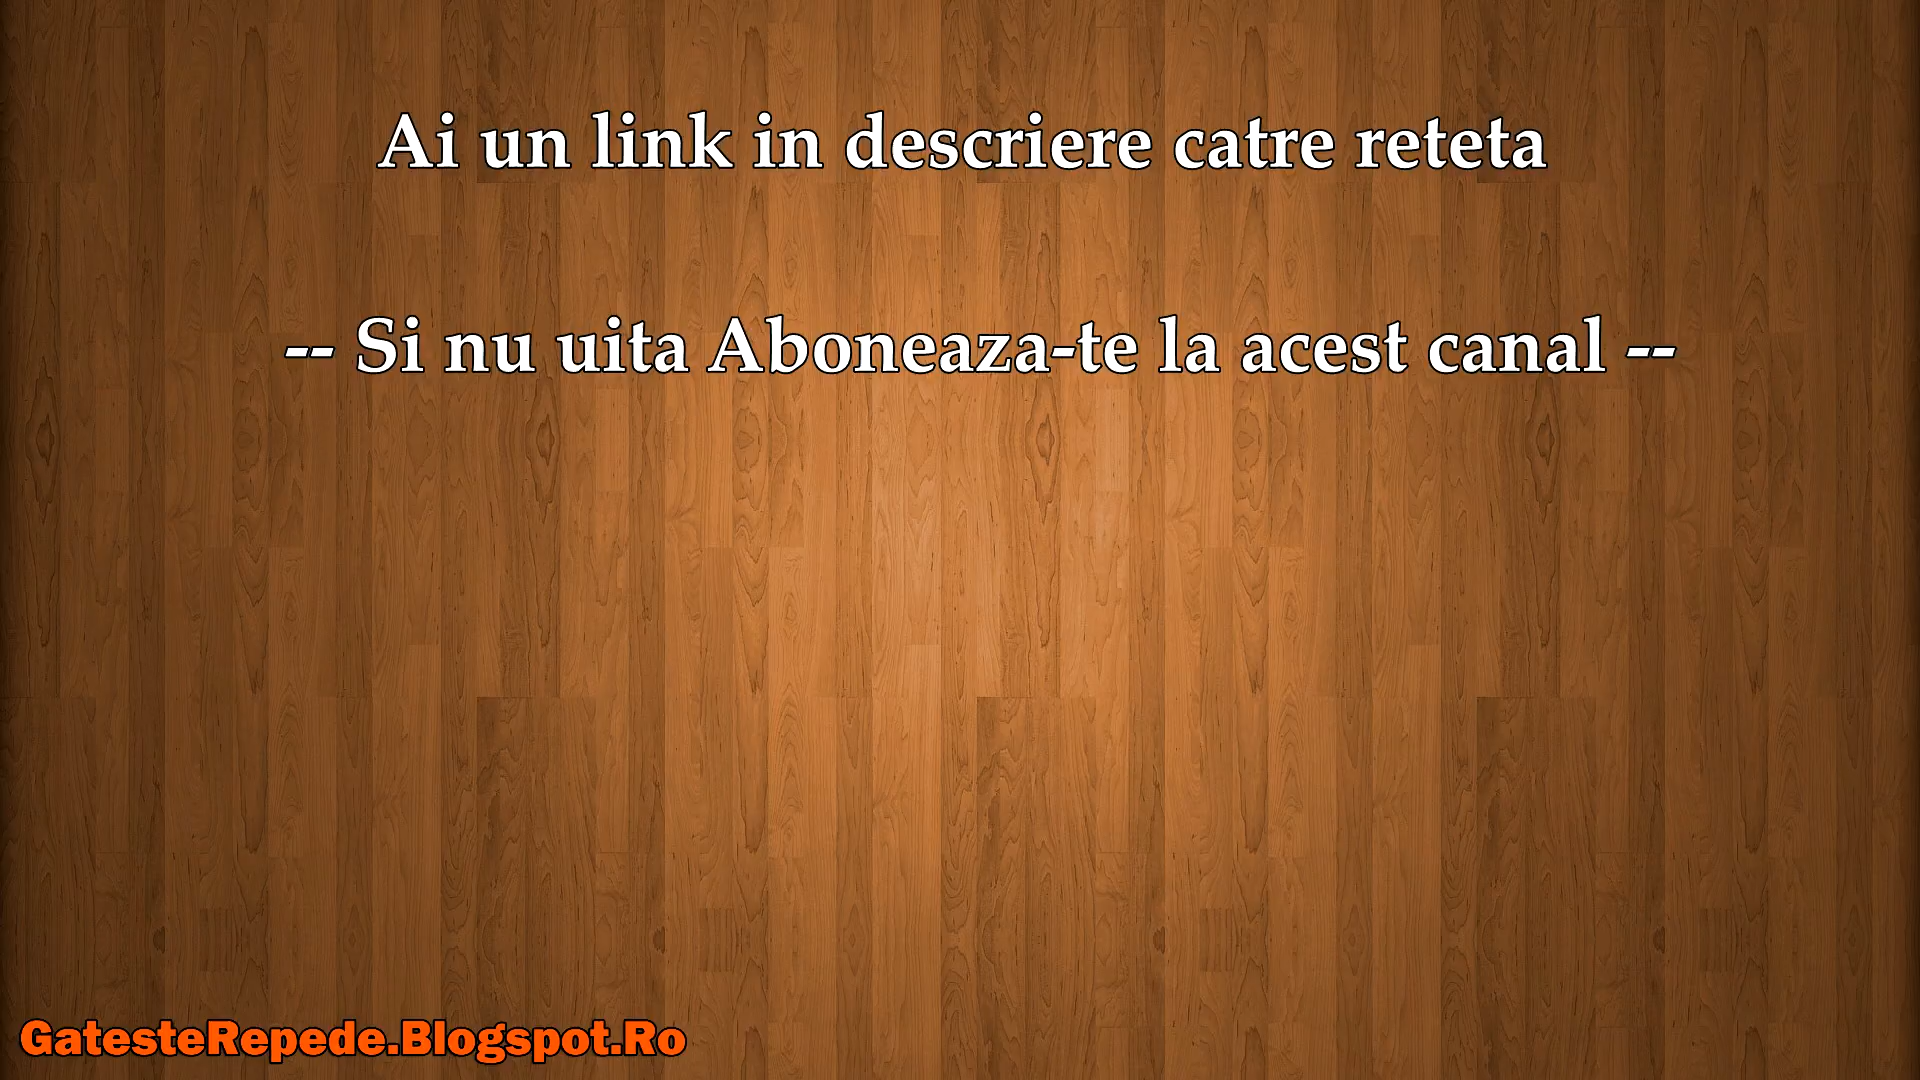 Ai un link in descriere catre reteta
-- Si nu uita Aboneaza-te la acest canal --
GatesteRepede.Blogspot.Ro